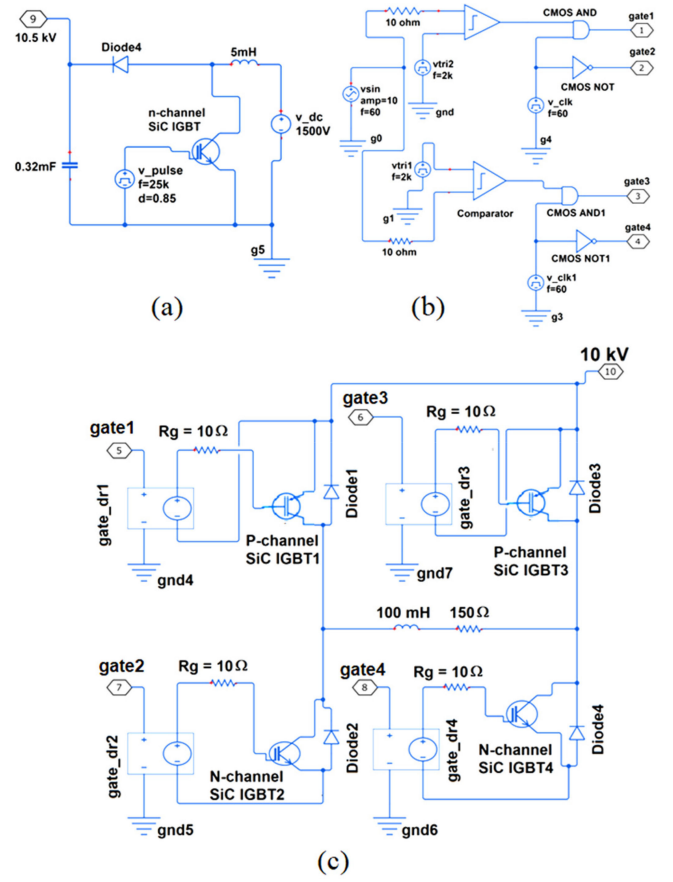 9
10.5 kV
Diode4
5mH
n-channel
SiC IGBT
v_dc
1500V
0.32mF
v_pulse
f=25k
d=0.85
g5
(a)
10 ohm
CMOS AND
gate1
1
gate2
2
vtri2
f=2k
gnd
vsin
amp=10
f=60
g0
CMOS NOT
v_clk
f=60
g4
vtri1
f=2k
g1
Comparator
gate3
3
CMOS AND1
gate4
4
10 ohm
CMOS NOT1
v_clk1
f=60
g3
(b)
10 kV
10
gate1
5
Rg = 10Ω
gate_dr1
Diode1
P-channel
SiC IGBT1
gnd4
gate3
6
Rg = 10Ω
gate_dr3
Diode3
P-channel
SiC IGBT3
gnd7
100 mH
150Ω
gate2
7
Rg = 10Ω
gate_dr2
Diode2
N-channel
SiC IGBT2
gnd5
gate4
8
Rg = 10Ω
gate_dr4
Diode4
N-channel
SiC IGBT4
gnd6
(c)